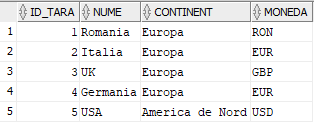 ID_TARA NUME CONTINENT MONEDA
1 1 Romania Europa RON
2 2 Italia Europa EUR
3 3 UK Europa GBP
4 4 Germania Europa EUR
5 5 USA America de Nord USD